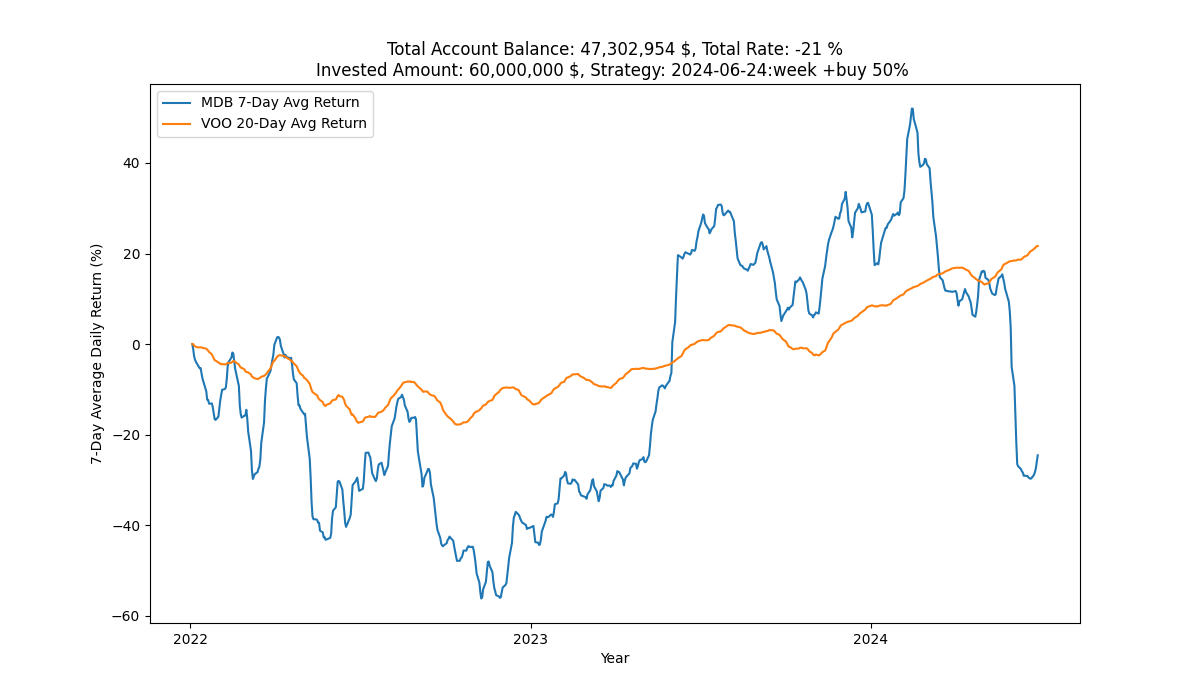 Total Account Balance: 47,302,954 $, Total Rate: -21 %
Invested Amount: 60,000,000 $, Strategy: 2024-06-24:week +buy 50%
MDB 7-Day Avg Return
VOO 20-Day Avg Return
7-Day Average Daily Return (%)
40
20
0
−20
−40
−60
2022
2023
2024
Year